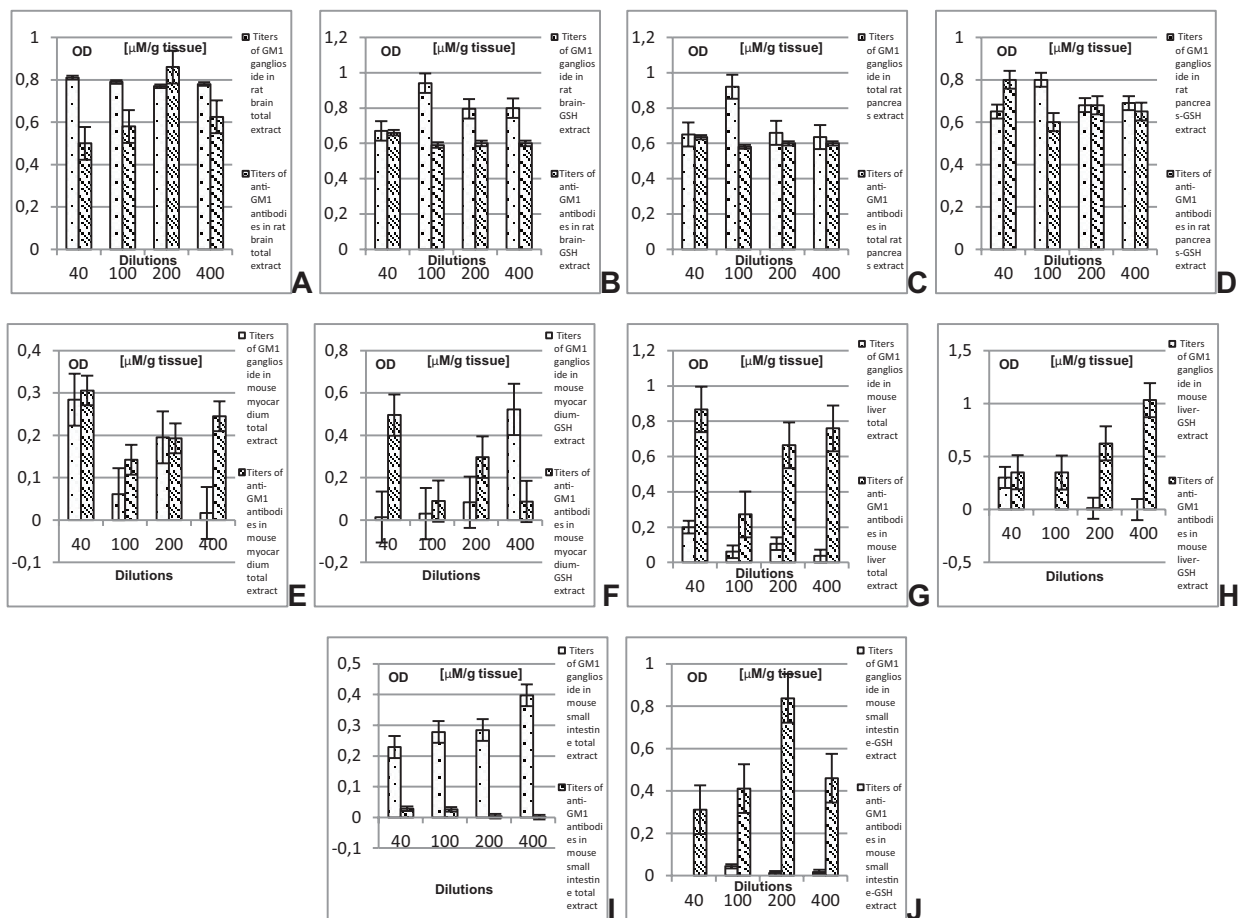 OD
[µM/g tissue]
1
0,8
0,6
0,4
0,2
0
40 100 200 400
Dilutions
Titers
of GM1
ganglios
ide in
rat
brain
total
extract
Titers of
anti-
GM1
antibodi
es in rat
brain
total
extract
A
OD
[µM/g tissue]
1,2
1
0,8
0,6
0,4
0,2
0
40 100 200 400
Dilutions
Titers
of GM1
ganglios
ide in
rat
brain-
GSH
extract
Titers of
anti-
GM1
antibodi
es in rat
brain-
GSH
extract
B
OD
[µM/g tissue]
1,2
1
0,8
0,6
0,4
0,2
0
40 100 200 400
Dilutions
Titers
of GM1
ganglios
ide in
total rat
pancrea
s extract
Titers of
anti-
GM1
antibodi
es in
total rat
pancrea
s extract
C
OD
[µM/g tissue]
1
0,8
0,6
0,4
0,2
0
40 100 200 400
Dilutions
Titers
of GM1
ganglios
ide in
rat
pancrea
s-GSH
extract
Titers of
anti-
GM1
antibodi
es in rat
pancrea
s-GSH
extract
D
OD
[µM/g tissue]
0,4
0,3
0,2
0,1
0
-0,1
40 100 200 400
Dilutions
Titers
of GM1
ganglios
ide in
mouse
myocar
dium
total
extract
Titers of
anti-
GM1
antibodi
es in
mouse
myocar
dium
total
extract
E
OD
[µM/g tissue]
0,8
0,6
0,4
0,2
0
-0,2
40 100 200 400
Dilutions
Titers
of GM1
ganglios
ide in
mouse
myocar
dium-
GSH
extract
Titers of
anti-
GM1
antibodi
es in
mouse
myocar
dium-
GSH
extract
F
OD
[µM/g tissue]
1,2
1
0,8
0,6
0,4
0,2
0
40 100 200 400
Dilutions
Titers
of GM1
ganglios
ide in
mouse
liver
total
extract
Titers of
anti-
GM1
antibodi
es in
mouse
liver
total
extract
G
OD
[µM/g tissue]
1,5
1
0,5
0
-0,5
40 100 200 400
Dilutions
Titers
of GM1
ganglios
ide in
mouse
liver-
GSH
extract
Titers of
anti-
GM1
antibodi
es in
mouse
liver-
GSH
extract
H
OD
[µM/g tissue]
0,5
0,4
0,3
0,2
0,1
0
-0,1
40 100 200 400
Dilutions
Titers
of GM1
ganglios
ide in
mouse
small
intestin
e total
extract
Titers of
anti-
GM1
antibodi
es in
mouse
small
intestin
e total
extract
I
OD
[µM/g tissue]
1
0,8
0,6
0,4
0,2
0
Dilutions
40 100 200 400
Titers
of GM1
ganglios
ide in
mouse
small
intestin
e-GSH
extract
Titers of
anti-
GM1
antibodi
es in
mouse
small
intestin
e-GSH
extract
J